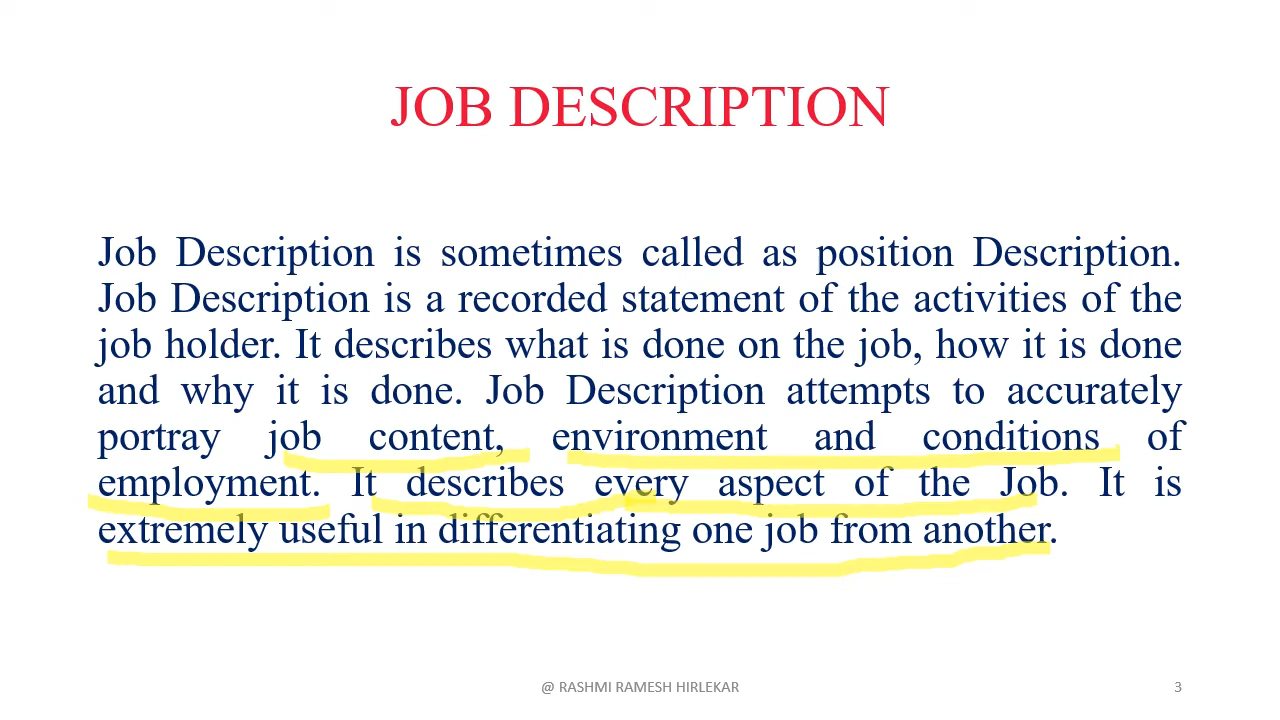 JOB DESCRIPTION
Job Description is sometimes called as position Description.
Job Description is a recorded statement of the activities of the
job holder. It describes what is done on the job, how it is done
and why it is done. Job Description attempts to accurately
portray job content, environment and conditions of
employment. It describes every aspect of the Job. It is
extremely useful in differentiating one job from another.
@ RASHMI RAMESH HIRLEKAR
3